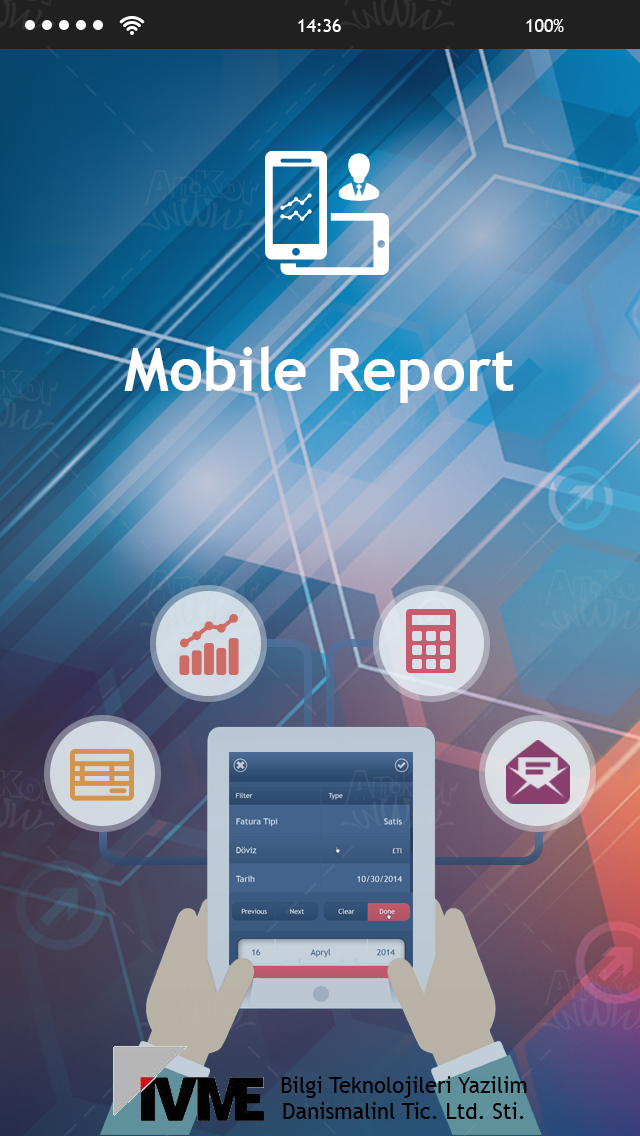 14:36
100%
Mobile Report
Filter Type
Fatura Tipi Satis
Döviz £TI
Tarih 10/30/2014
Previous Next Clear Done
16 Apryl 2014
IVME
Bilgi Teknolojileri Yazilim
Danismalinl Tic. Ltd. Sti.